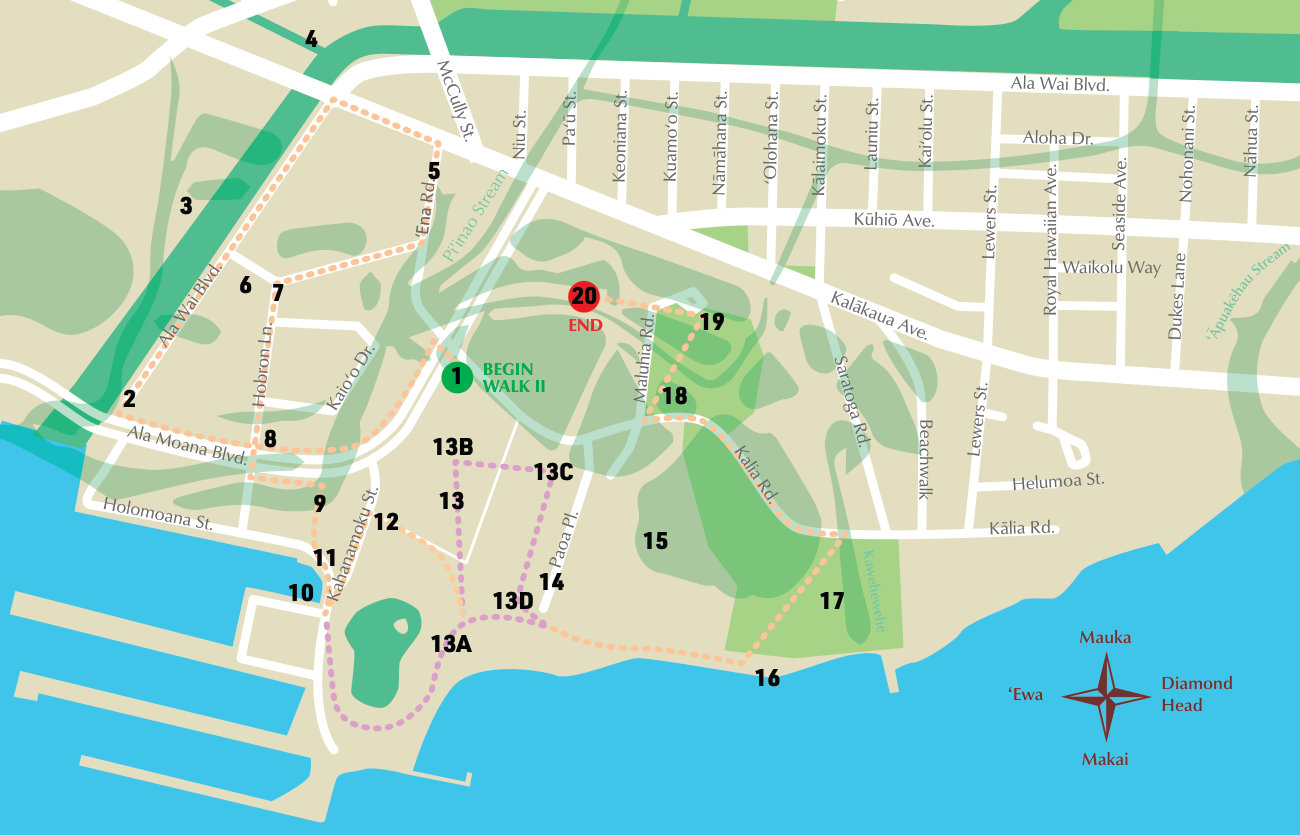 4
McCully St.
Niu St.
Pa‘ū St.
Keoniana St.
Kuamo‘o St.
Nāmāhana St.
‘Olohana St.
Kālaimoku St.
Launiu St.
Kai‘olu St.
Ala Wai Blvd.
Aloha Dr.
Nohonani St.
Nāhua St.
5
‘Ena Rd.
Pi‘inao Stream
3
Kūhiō Ave.
Lewers St.
Royal Hawaiian Ave.
Seaside Ave.
Waikolu Way
Dukes Lane
‘Āpuakēhau Stream
6
7
Ala Wai Blvd.
20
END
19
Kalākaua Ave.
Hobron Ln.
Kaio‘o Dr.
1
BEGIN
WALK II
Maluhia Rd.
18
Saratoga Rd.
2
8
Ala Moana Blvd.
13B
13C
Kalia Rd.
Beachwalk
Lewers St.
Helumoa St.
Kālia Rd.
9
13
12
Holomoana St.
Kahanamoku St.
Paoa Pl.
15
11
10
14
13D
17
Kawehewehe
13A
16
Mauka
‘Ewa
Diamond
Head
Makai